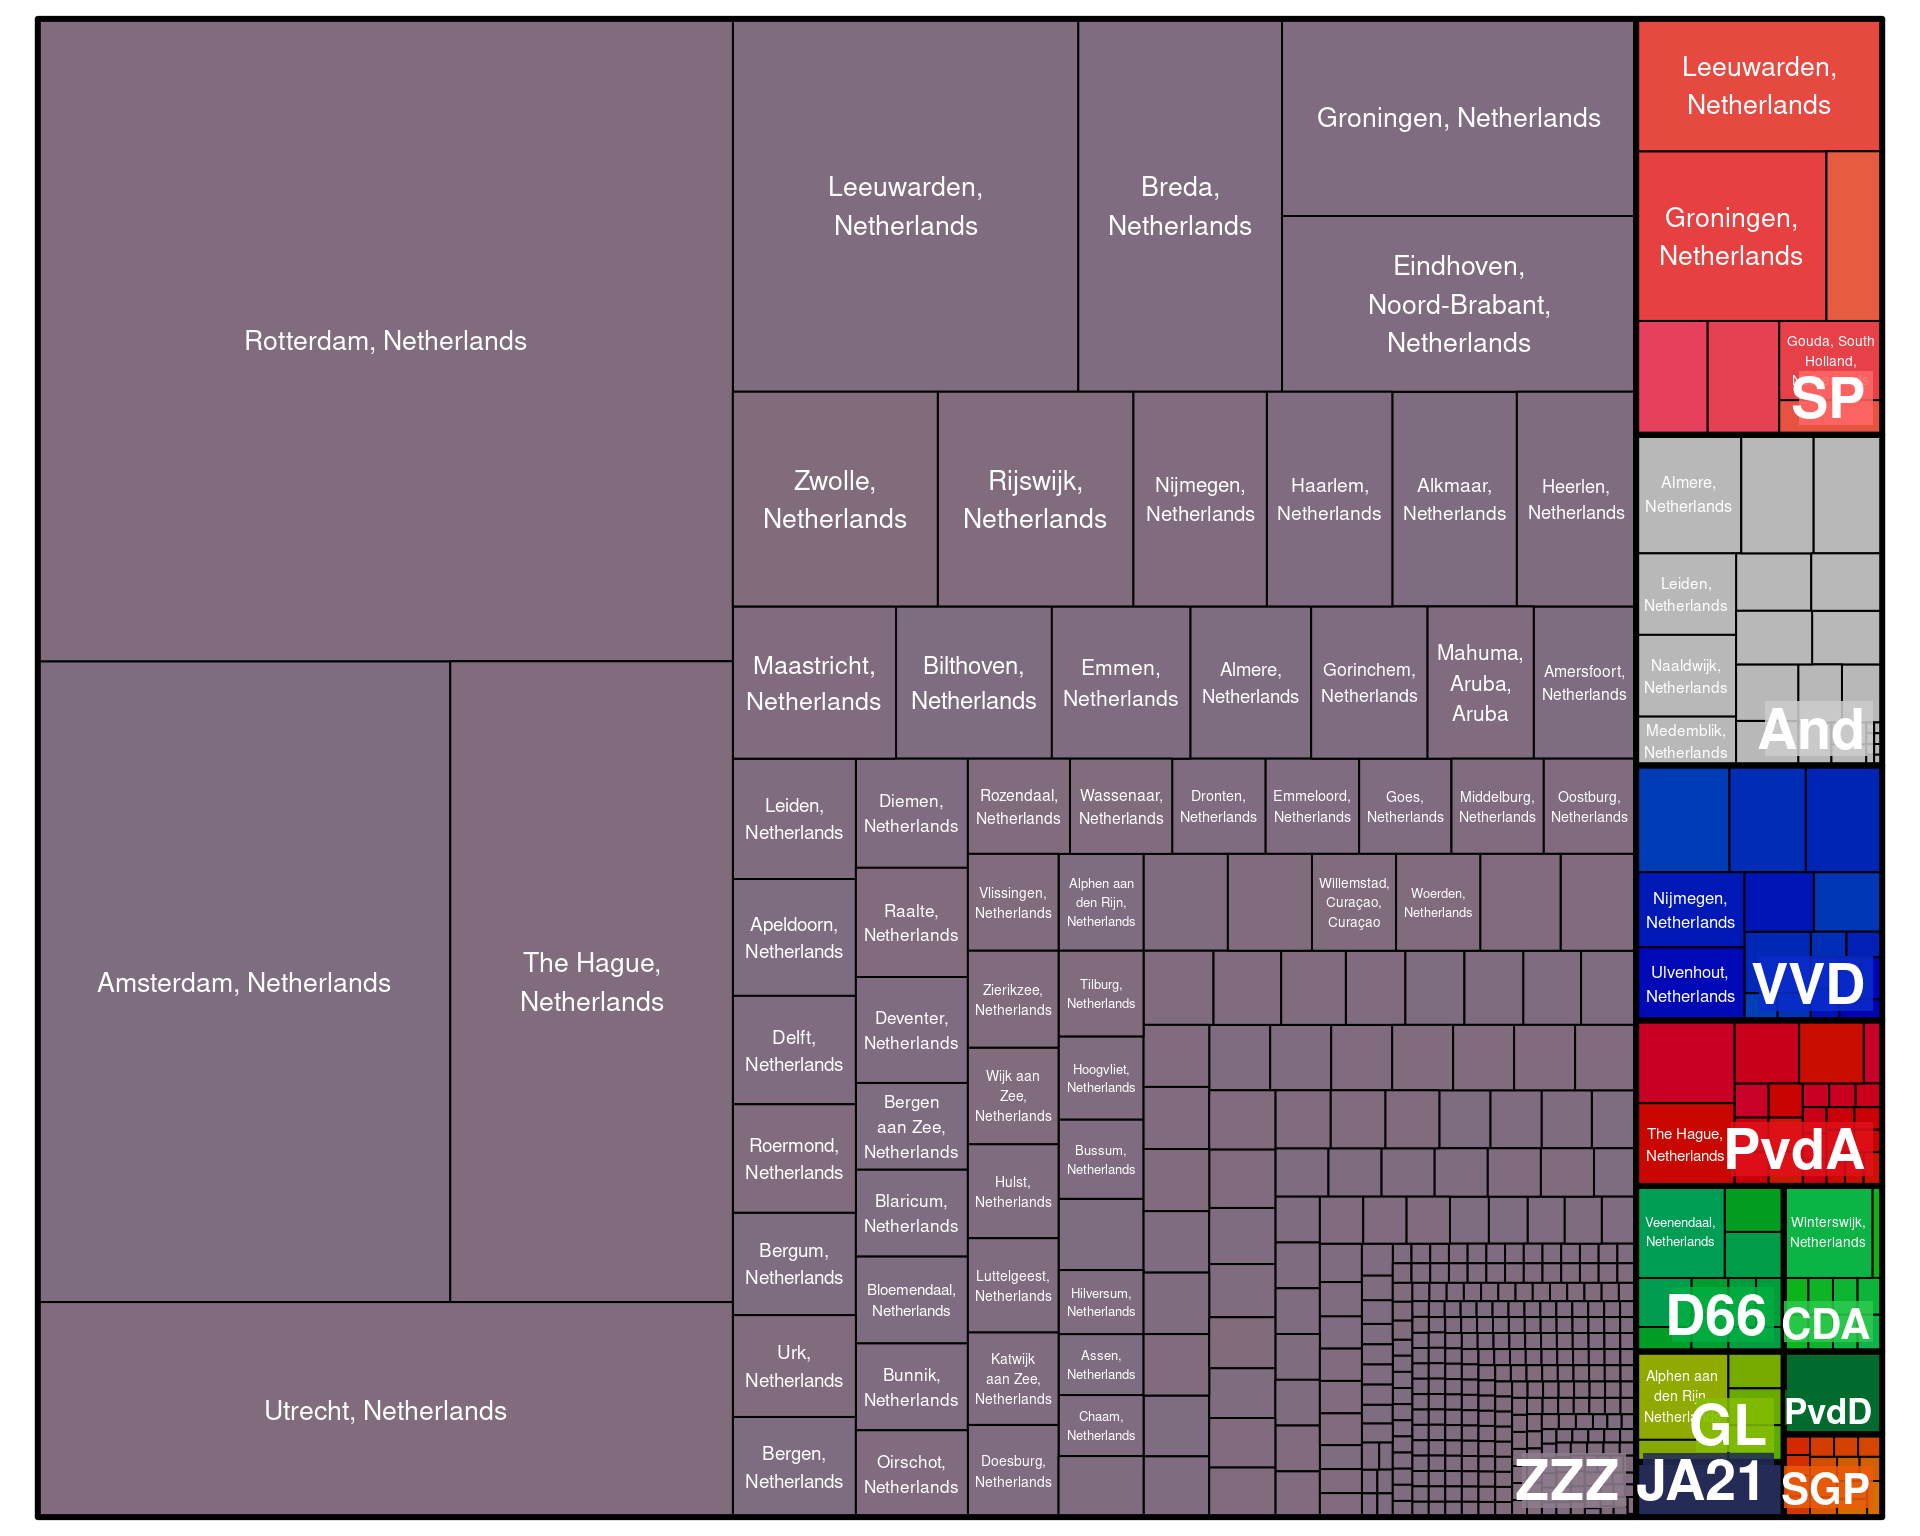 Rotterdam, Netherlands
Amsterdam, Netherlands
The Hague,
Netherlands
Utrecht, Netherlands
Leeuwarden,
Netherlands
Breda,
Netherlands
Groningen, Netherlands
Eindhoven,
Noord-Brabant,
Netherlands
Zwolle,
Netherlands
Rijswijk,
Netherlands
Nijmegen,
Netherlands
Haarlem,
Netherlands
Alkmaar,
Netherlands
Heerlen,
Netherlands
Maastricht,
Netherlands
Bilthoven,
Netherlands
Emmen,
Netherlands
Almere,
Netherlands
Gorinchem,
Netherlands
Mahuma,
Aruba,
Aruba
Amersfoort,
Netherlands
Leiden,
Netherlands
Apeldoorn,
Netherlands
Delft,
Netherlands
Roermond,
Netherlands
Bergum,
Netherlands
Urk,
Netherlands
Bergen,
Netherlands
Diemen,
Netherlands
Raalte,
Netherlands
Deventer,
Netherlands
Bergen
aan Zee,
Netherlands
Blaricum,
Netherlands
Bloemendaal,
Netherlands
Bunnik,
Netherlands
Oirschot,
Netherlands
Rozendaal,
Netherlands
Wassenaar,
Netherlands
Dronten,
Netherlands
Emmeloord,
Netherlands
Goes,
Netherlands
Middelburg,
Netherlands
Oostburg,
Netherlands
Vlissingen,
Netherlands
Zierikzee,
Netherlands
Wijk aan
Zee,
Netherlands
Hulst,
Netherlands
Luttelgeest,
Netherlands
Katwijk
aan Zee,
Netherlands
Doesburg,
Netherlands
Alphen aan
den Rijn,
Netherlands
Willemstad,
Curaçao,
Curaçao
Woerden,
Netherlands
Tilburg,
Netherlands
Hoogvliet,
Netherlands
Bussum,
Netherlands
Hilversum,
Netherlands
Assen,
Netherlands
Chaam,
Netherlands
ZZZ
Leeuwarden,
Netherlands
Groningen,
Netherlands
Gouda, South
Holland,
SP
Almere,
Netherlands
Leiden,
Netherlands
Naaldwijk,
Netherlands
Medemblik,
Netherlands
And
Nijmegen,
Netherlands
Ulvenhout,
Netherlands
VVD
The Hague,
Netherlands
PvdA
Veenendaal,
Netherlands
D66
Winterswijk,
Netherlands
CDA
Alphen aan
den Rijn
GL
PvdD
JA21
SGP